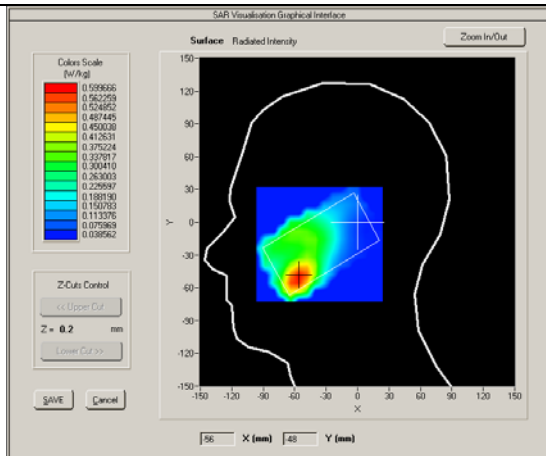 SAR Visualisation Graphical Interface
Surface Radiated Intensity
Zoom In/Out
Colors Scale
(W/kg)
0.599666
0.562259
0.524852
0.487445
0.450038
0.412631
0.375224
0.337817
0.300410
0.263003
0.225597
0.188190
0.150783
0.113376
0.075969
0.038562
Z-Cuts Control
<< Upper Cut
Z = 0.2 mm
Lower Cut >>
SAVE Cancel
Y
150-
120-
90-
60-
30-
0-
-30-
-60-
-90-
-120-
-150-
-150 -120 -90 -60 -30 0 30 60 90 120 150
X
-56 X (mm) -48 Y (mm)